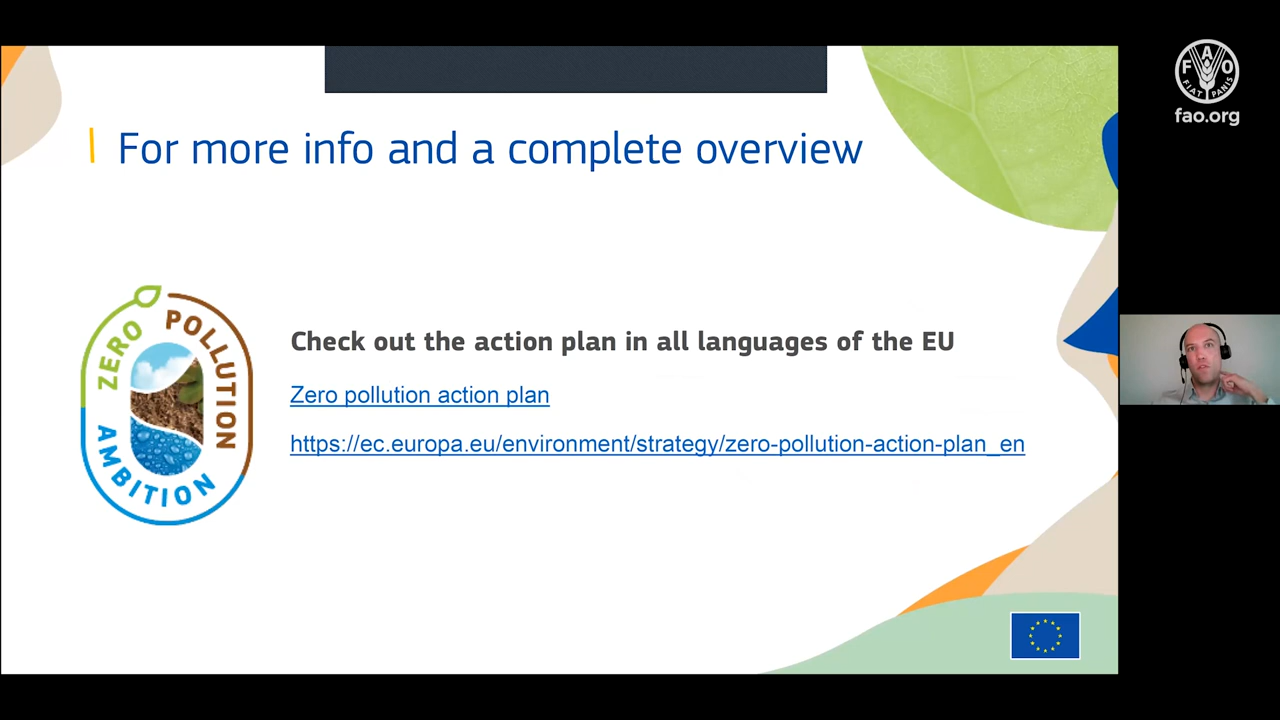 For more info and a complete overview
ZERO POLLUTION
AMBITION
Check out the action plan in all languages of the EU
Zero pollution action plan
https://ec.europa.eu/environment/strategy/zero-pollution-action-plan_en
F A O
FIAT PANIS
fao.org